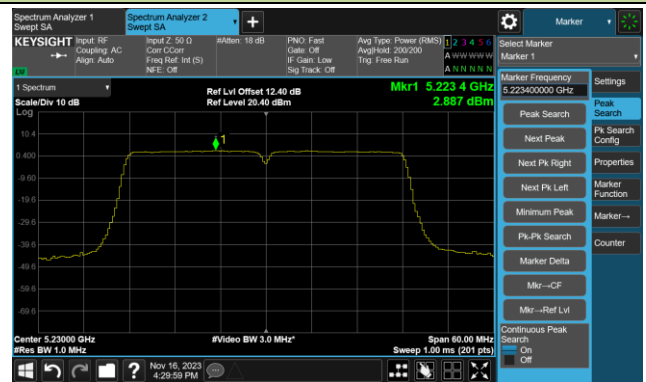 Spectrum Analyzer 1
Swept SA
Spectrum Analyzer 2
Swept SA
+
Marker
KEYSIGHT
Input: RF
Coupling: AC
Align: Auto
Input Z: 50 Ω
Corr CCorr
Freq Ref: Int (S)
NFE: Off
#Atten: 18 dB
PNO: Fast
Gate: Off
IF Gain: Low
Sig Track: Off
Avg Type: Power (RMS)
Avg|Hold: 200/200
Trig: Free Run
1 2 3 4 5 6
A W W W W W
A N N N N N
LXI
Select Marker
Marker 1
1 Spectrum
Scale/Div 10 dB
Log
Ref Lvl Offset 12.40 dB
Ref Level 20.40 dBm
Mkr1 5.223 4 GHz
2.887 dBm
10.4
0.400
-9.60
-19.6
-29.6
-39.6
-49.6
-59.6
-69.6
1
Center 5.23000 GHz
#Res BW 1.0 MHz
#Video BW 3.0 MHz*
Span 60.00 MHz
Sweep 1.00 ms (201 pts)
Marker Frequency
5.223400000 GHz
Peak Search
Next Peak
Next Pk Right
Next Pk Left
Minimum Peak
Pk-Pk Search
Marker Delta
Mkr→CF
Mkr→Ref Lvl
Continuous Peak
Search
On
Off
Settings
Peak
Search
Pk Search
Config
Properties
Marker
Function
Marker→
Counter
?
Nov 16, 2023
4:29:59 PM